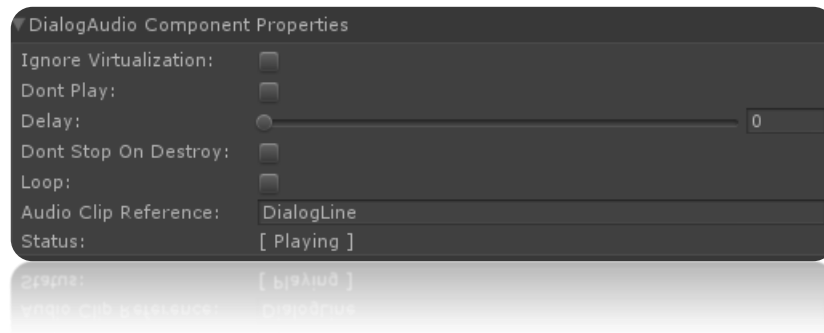 DialogAudio Component Properties
Ignore Virtualization:
Dont Play:
Delay: 0
Dont Stop On Destroy:
Loop:
Audio Clip Reference: DialogLine
Status: [ Playing ]